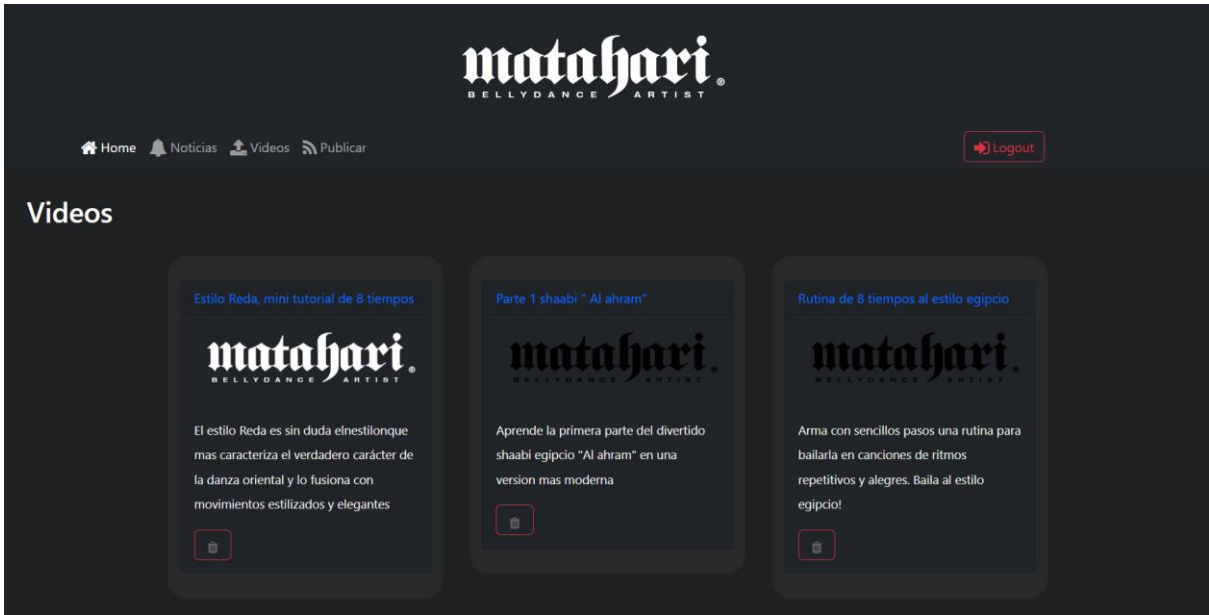 matahari®
BELLYDANCE ARTIST
Home Noticias Videos Publicar Logout
Videos
Estilo Reda, mini tutorial de 8 tiempos
matahari®
BELLYDANCE ARTIST
El estilo Reda es sin duda elnestilonque
mas caracteriza el verdadero carácter de
la danza oriental y lo fusiona con
movimientos estilizados y elegantes
Parte 1 shaabi " Al ahram"
matahari®
BELLYDANCE ARTIST
Aprende la primera parte del divertido
shaabi egipcio "Al ahram" en una
version mas moderna
Rutina de 8 tiempos al estilo egipcio
matahari®
BELLYDANCE ARTIST
Arma con sencillos pasos una rutina para
bailarla en canciones de ritmos
repetitivos y alegres. Baila al estilo
egipcio!